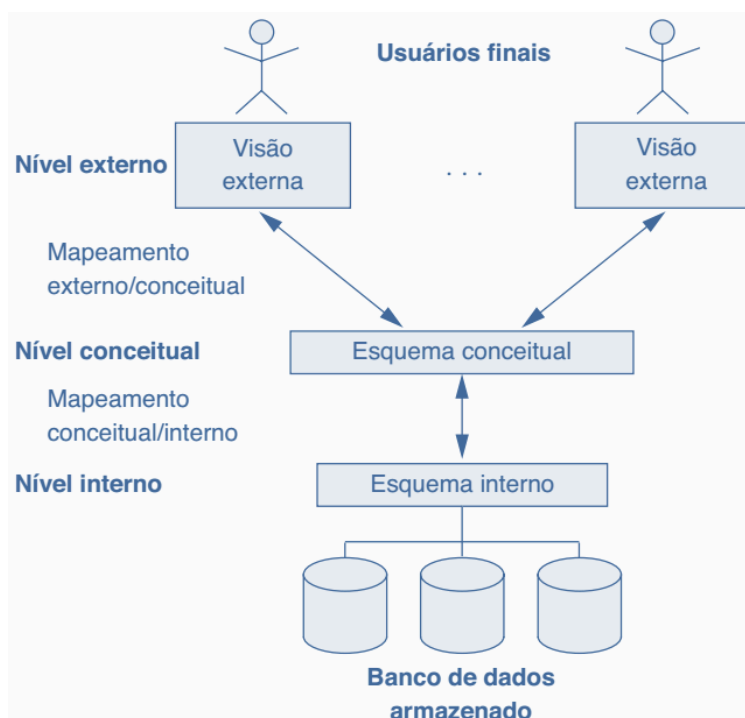 Usuários finais
Nível externo
Visão
externa
. . .
Visão
externa
Mapeamento
externo/conceitual
Nível conceitual
Esquema conceitual
Mapeamento
conceitual/interno
Nível interno
Esquema interno
Banco de dados
armazenado